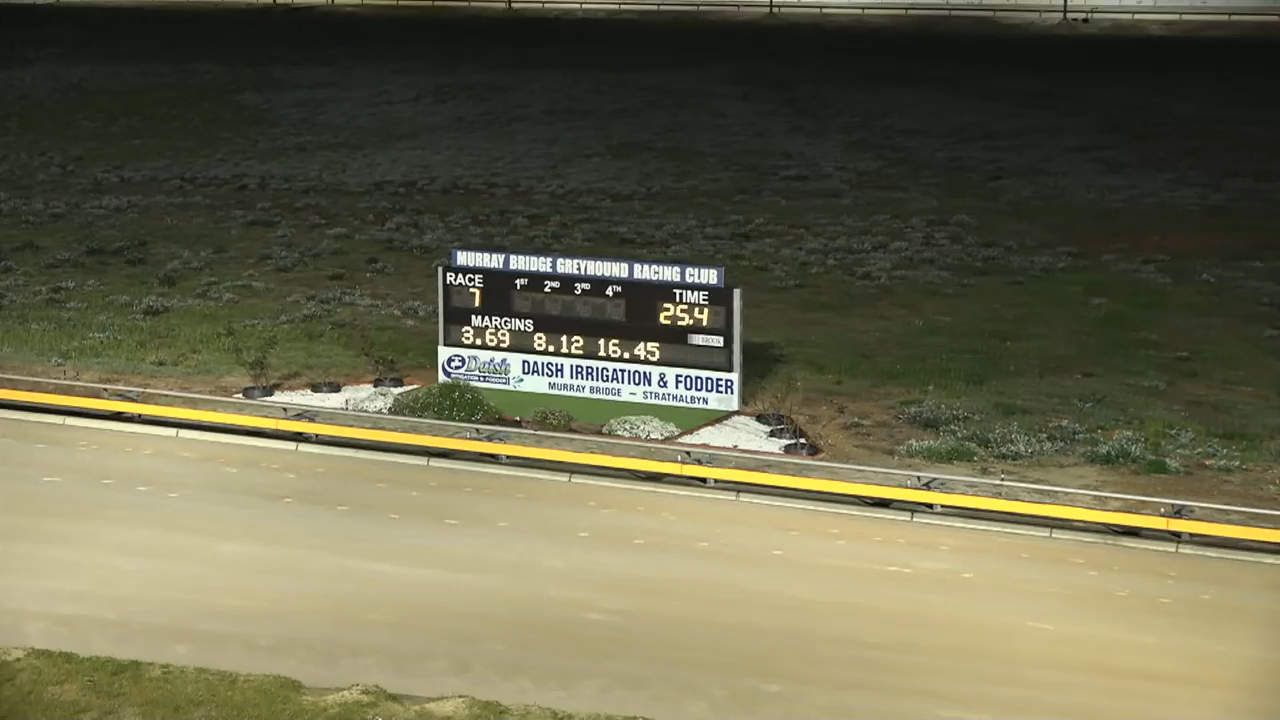 MURRAY BRIDGE GREYHOUND RACING CLUB
RACE 1ST 2ND 3RD 4TH TIME
7 25.4
MARGINS
3.69 8.12 16.45
Daish
IRRIGATION & FODDER
DAISH IRRIGATION & FODDER
MURRAY BRIDGE – STRATHALBYN